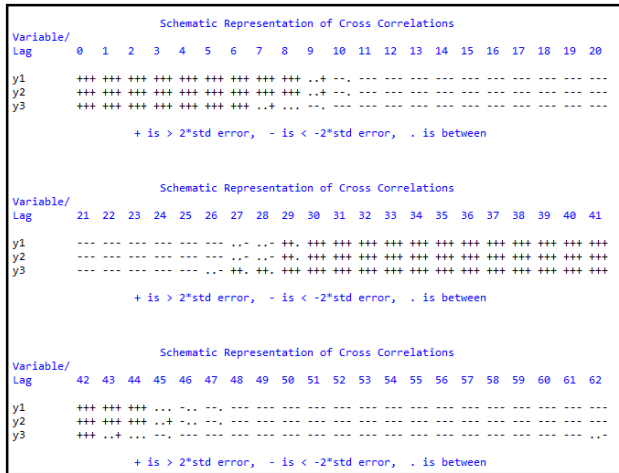 Schematic Representation of Cross Correlations
Variable/
Lag 0 1 2 3 4 5 6 7 8 9 10 11 12 13 14 15 16 17 18 19 20
y1 +++ +++ +++ +++ +++ +++ +++ +++ +++ ..+ --. --- --- --- --- --- --- --- --- --- ---
y2 +++ +++ +++ +++ +++ +++ +++ +++ +++ ..+ --. --- --- --- --- --- --- --- --- --- ---
y3 +++ +++ +++ +++ +++ +++ +++ ..+ ... --. --- --- --- --- --- --- --- --- --- --- ---
+ is > 2*std error, - is < -2*std error, . is between
Schematic Representation of Cross Correlations
Variable/
Lag 21 22 23 24 25 26 27 28 29 30 31 32 33 34 35 36 37 38 39 40 41
y1 --- --- --- --- --- --- ..- ..- ++. +++ +++ +++ +++ +++ +++ +++ +++ +++ +++ +++ +++
y2 --- --- --- --- --- --- ..- ..- ++. +++ +++ +++ +++ +++ +++ +++ +++ +++ +++ +++ +++
y3 --- --- --- --- --- ..- ++. ++. +++ +++ +++ +++ +++ +++ +++ +++ +++ +++ +++ +++ +++
+ is > 2*std error, - is < -2*std error, . is between
Schematic Representation of Cross Correlations
Variable/
Lag 42 43 44 45 46 47 48 49 50 51 52 53 54 55 56 57 58 59 60 61 62
y1 +++ +++ +++ ... -.. --. --- --- --- --- --- --- --- --- --- --- --- --- --- --- ---
y2 +++ +++ +++ ..+ -.. --. --- --- --- --- --- --- --- --- --- --- --- --- --- --- ---
y3 +++ ..+ ... --. --- --- --- --- --- --- --- --- --- --- --- --- --- --- --- --- ..-
+ is > 2*std error, - is < -2*std error, . is between